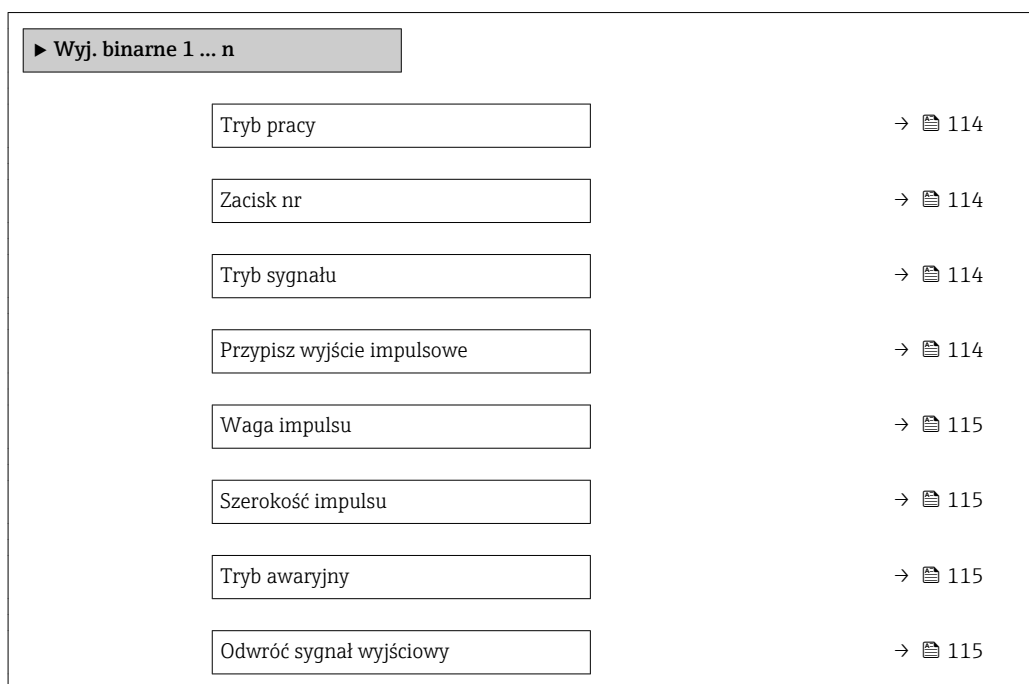 ▶ Wyj. binarne 1 … n
Tryb pracy → 114
Zacisk nr → 114
Tryb sygnału → 114
Przypisz wyjście impulsowe → 114
Waga impulsu → 115
Szerokość impulsu → 115
Tryb awaryjny → 115
Odwróć sygnał wyjściowy → 115